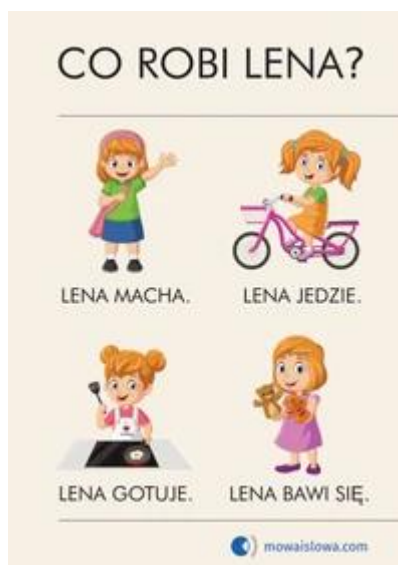 CO ROBI LENA?
LENA MACHA.
LENA JEDZIE.
LENA GOTUJE.
LENA BAWI SIĘ.
mowaislowa.com